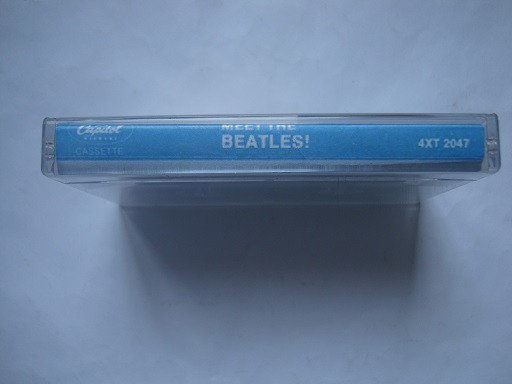 Capitol
CASSETTE
MEET THE
BEATLES!
4XT 2047